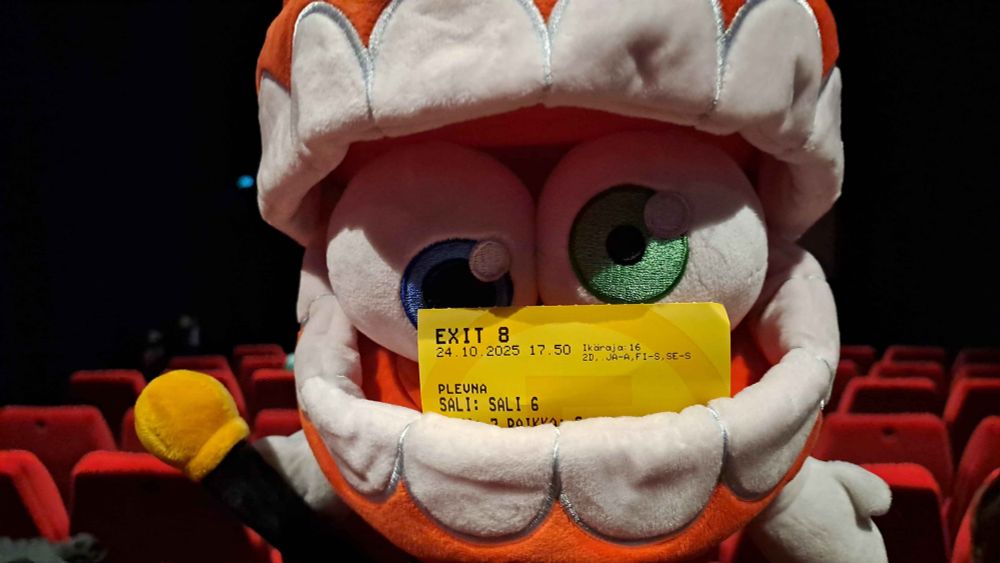 EXIT 8
24.10.2025 17.50
Ikäraja:16
2D, JA-A,FI-S,SE-S
PLEVNA
SALI: SALI 6